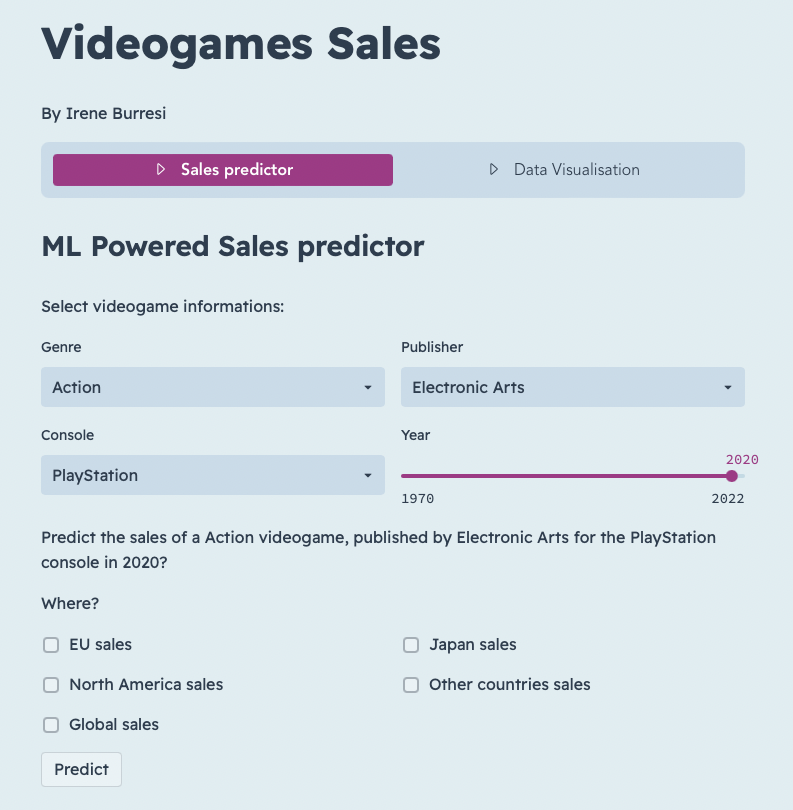 Videogames Sales
By Irene Burresi
Sales predictor
Data Visualisation
ML Powered Sales predictor
Select videogame informations:
Genre
Publisher
Action
Electronic Arts
Console
Year
PlayStation
2020
1970
2022
Predict the sales of a Action videogame, published by Electronic Arts for the PlayStation
console in 2020?
Where?
EU sales
Japan sales
North America sales
Other countries sales
Global sales
Predict